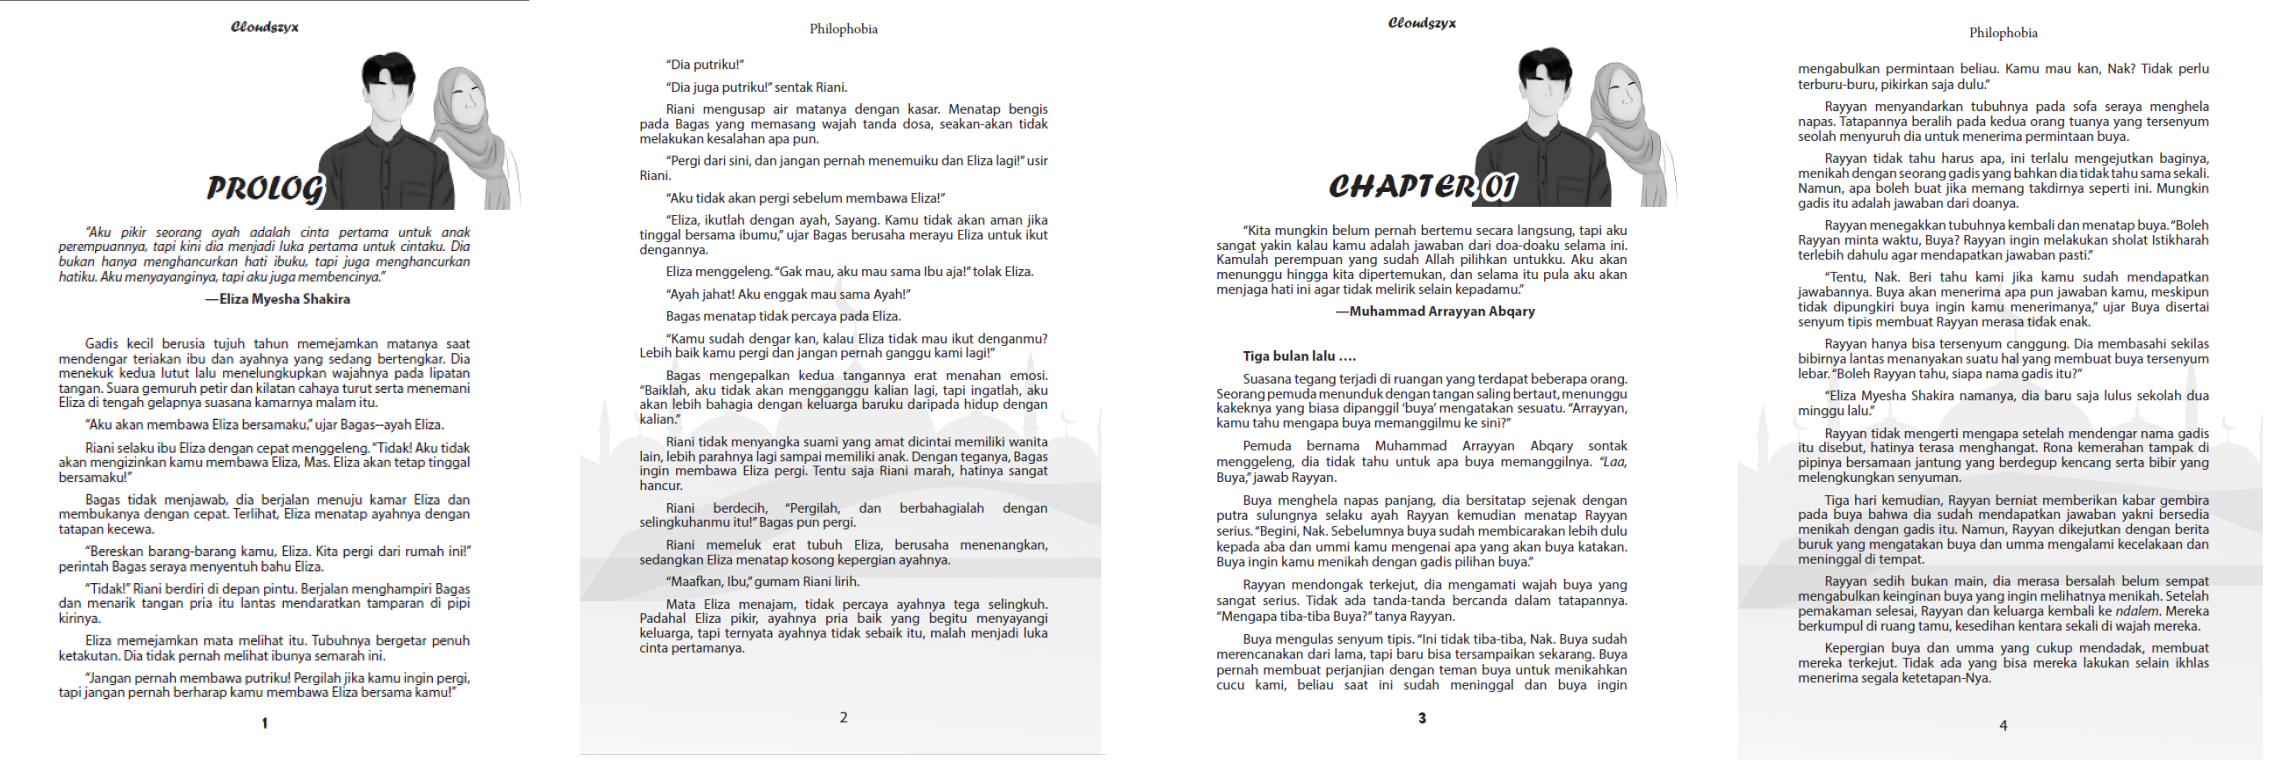 Cloudszyx
PROLOG
“Aku pikir seorang ayah adalah cinta pertama untuk anak
perempuannya, tapi kini dia menjadi luka pertama untuk cintaku. Dia
bukan hanya menghancurkan hati ibuku, tapi juga menghancurkan
hatiku. Aku menyayanginya, tapi aku juga membencinya.”
—Eliza Myesha Shakira
Gadis kecil berusia tujuh tahun memejamkan matanya saat
mendengar teriakan ibu dan ayahnya yang sedang bertengkar. Dia
menekuk kedua lutut lalu menelungkupkan wajahnya pada lipatan
tangan. Suara gemuruh petir dan kilatan cahaya turut serta menemani
Eliza di tengah gelapnya suasana kamarnya malam itu.
“Aku akan membawa Eliza bersamaku,” ujar Bagas--ayah Eliza.
Riani selaku ibu Eliza dengan cepat menggeleng. “Tidak! Aku tidak
akan mengizinkan kamu membawa Eliza, Mas. Eliza akan tetap tinggal
bersamaku!”
Bagas tidak menjawab, dia berjalan menuju kamar Eliza dan
membukanya dengan cepat. Terlihat, Eliza menatap ayahnya dengan
tatapan kecewa.
“Bereskan barang-barang kamu, Eliza. Kita pergi dari rumah ini!”
perintah Bagas seraya menyentuh bahu Eliza.
“Tidak!” Riani berdiri di depan pintu. Berjalan menghampiri Bagas
dan menarik tangan pria itu lantas mendaratkan tamparan di pipi
kirinya.
Eliza memejamkan mata melihat itu. Tubuhnya bergetar penuh
ketakutan. Dia tidak pernah melihat ibunya semarah ini.
“Jangan pernah membawa putriku! Pergilah jika kamu ingin pergi,
tapi jangan pernah berharap kamu membawa Eliza bersama kamu!”
1
Philophobia
“Dia putriku!”
“Dia juga putriku!” sentak Riani.
Riani mengusap air matanya dengan kasar. Menatap bengis
pada Bagas yang memasang wajah tanda dosa, seakan-akan tidak
melakukan kesalahan apa pun.
“Pergi dari sini, dan jangan pernah menemuiku dan Eliza lagi!” usir
Riani.
“Aku tidak akan pergi sebelum membawa Eliza!”
“Eliza, ikutlah dengan ayah, Sayang. Kamu tidak akan aman jika
tinggal bersama ibumu,” ujar Bagas berusaha merayu Eliza untuk ikut
dengannya.
Eliza menggeleng. “Gak mau, aku mau sama Ibu aja!” tolak Eliza.
“Ayah jahat! Aku enggak mau sama Ayah!”
Bagas menatap tidak percaya pada Eliza.
“Kamu sudah dengar kan, kalau Eliza tidak mau ikut denganmu?
Lebih baik kamu pergi dan jangan pernah ganggu kami lagi!”
Bagas mengepalkan kedua tangannya erat menahan emosi.
“Baiklah, aku tidak akan mengganggu kalian lagi, tapi ingatlah, aku
akan lebih bahagia dengan keluarga baruku daripada hidup dengan
kalian.”
Riani tidak menyangka suami yang amat dicintai memiliki wanita
lain, lebih parahnya lagi sampai memiliki anak. Dengan teganya, Bagas
ingin membawa Eliza pergi. Tentu saja Riani marah, hatinya sangat
hancur.
Riani berdecih, “Pergilah, dan berbahagialah dengan
selingkuhanmu itu!” Bagas pun pergi.
Riani memeluk erat tubuh Eliza, berusaha menenangkan,
sedangkan Eliza menatap kosong kepergian ayahnya.
“Maafkan, Ibu,” gumam Riani lirih.
Mata Eliza menajam, tidak percaya ayahnya tega selingkuh.
Padahal Eliza pikir, ayahnya pria baik yang begitu menyayangi
keluarga, tapi ternyata ayahnya tidak sebaik itu, malah menjadi luka
cinta pertamanya.
2
Cloudszyx
CHAPTER 01
“Kita mungkin belum pernah bertemu secara langsung, tapi aku
sangat yakin kalau kamu adalah jawaban dari doa-doaku selama ini.
Kamulah perempuan yang sudah Allah pilihkan untukku. Aku akan
menunggu hingga kita dipertemukan, dan selama itu pula aku akan
menjaga hati ini agar tidak melirik selain kepadamu.”
—Muhammad Arrayyan Abqary
Tiga bulan lalu ....
Suasana tegang terjadi di ruangan yang terdapat beberapa orang.
Seorang pemuda menunduk dengan tangan saling bertaut, menunggu
kakeknya yang biasa dipanggil ‘buya’ mengatakan sesuatu. “Arrayyan,
kamu tahu mengapa buya memanggilmu ke sini?”
Pemuda bernama Muhammad Arrayyan Abqary sontak
menggeleng, dia tidak tahu untuk apa buya memanggilnya. “Laa,
Buya,” jawab Rayyan.
Buya menghela napas panjang, dia bersitatap sejenak dengan
putra sulungnya selaku ayah Rayyan kemudian menatap Rayyan
serius. “Begini, Nak. Sebelumnya buya sudah membicarakan lebih dulu
kepada aba dan ummi kamu mengenai apa yang akan buya katakan.
Buya ingin kamu menikah dengan gadis pilihan buya.”
Rayyan mendongak terkejut, dia mengamati wajah buya yang
sangat serius. Tidak ada tanda-tanda bercanda dalam tatapannya.
“Mengapa tiba-tiba Buya?” tanya Rayyan.
Buya mengulas senyum tipis. “Ini tidak tiba-tiba, Nak. Buya sudah
merencanakan dari lama, tapi baru bisa tersampaikan sekarang. Buya
pernah membuat perjanjian dengan teman buya untuk menikahkan
cucu kami, beliau saat ini sudah meninggal dan buya ingin
3
Philophobia
mengabulkan permintaan beliau. Kamu mau kan, Nak? Tidak perlu
terburu-buru, pikirkan saja dulu.”
Rayyan menyandarkan tubuhnya pada sofa seraya menghela
napas. Tatapannya beralih pada kedua orang tuanya yang tersenyum
seolah menyuruh dia untuk menerima permintaan buya.
Rayyan tidak tahu harus apa, ini terlalu mengejutkan baginya,
menikah dengan seorang gadis yang bahkan dia tidak tahu sama sekali.
Namun, apa boleh buat jika memang takdirnya seperti ini. Mungkin
gadis itu adalah jawaban dari doanya.
Rayyan menegakkan tubuhnya kembali dan menatap buya. “Boleh
Rayyan minta waktu, Buya? Rayyan ingin melakukan sholat Istikharah
terlebih dahulu agar mendapatkan jawaban pasti.”
“Tentu, Nak. Beri tahu kami jika kamu sudah mendapatkan
jawabannya. Buya akan menerima apa pun jawaban kamu, meskipun
tidak dipungkiri buya ingin kamu menerimanya,” ujar Buya disertai
senyum tipis membuat Rayyan merasa tidak enak.
Rayyan hanya bisa tersenyum canggung. Dia membasahi sekilas
bibirnya lantas menanyakan suatu hal yang membuat buya tersenyum
lebar. “Boleh Rayyan tahu, siapa nama gadis itu?”
“Eliza Myesha Shakira namanya, dia baru saja lulus sekolah dua
minggu lalu.”
Rayyan tidak mengerti mengapa setelah mendengar nama gadis
itu disebut, hatinya terasa menghangat. Rona kemerahan tampak di
pipinya bersamaan jantung yang berdegup kencang serta bibir yang
melengkungkan senyuman.
Tiga hari kemudian, Rayyan berniat memberikan kabar gembira
pada buya bahwa dia sudah mendapatkan jawaban yakni bersedia
menikah dengan gadis itu. Namun, Rayyan dikejutkan dengan berita
buruk yang mengatakan buya dan umma mengalami kecelakaan dan
meninggal di tempat.
Rayyan sedih bukan main, dia merasa bersalah belum sempat
mengabulkan keinginan buya yang ingin melihatnya menikah. Setelah
pemakaman selesai, Rayyan dan keluarga kembali ke ndalem. Mereka
berkumpul di ruang tamu, kesedihan kentara sekali di wajah mereka.
Kepergian buya dan umma yang cukup mendadak, membuat
mereka terkejut. Tidak ada yang bisa mereka lakukan selain ikhlas
menerima segala ketetapan-Nya.
4